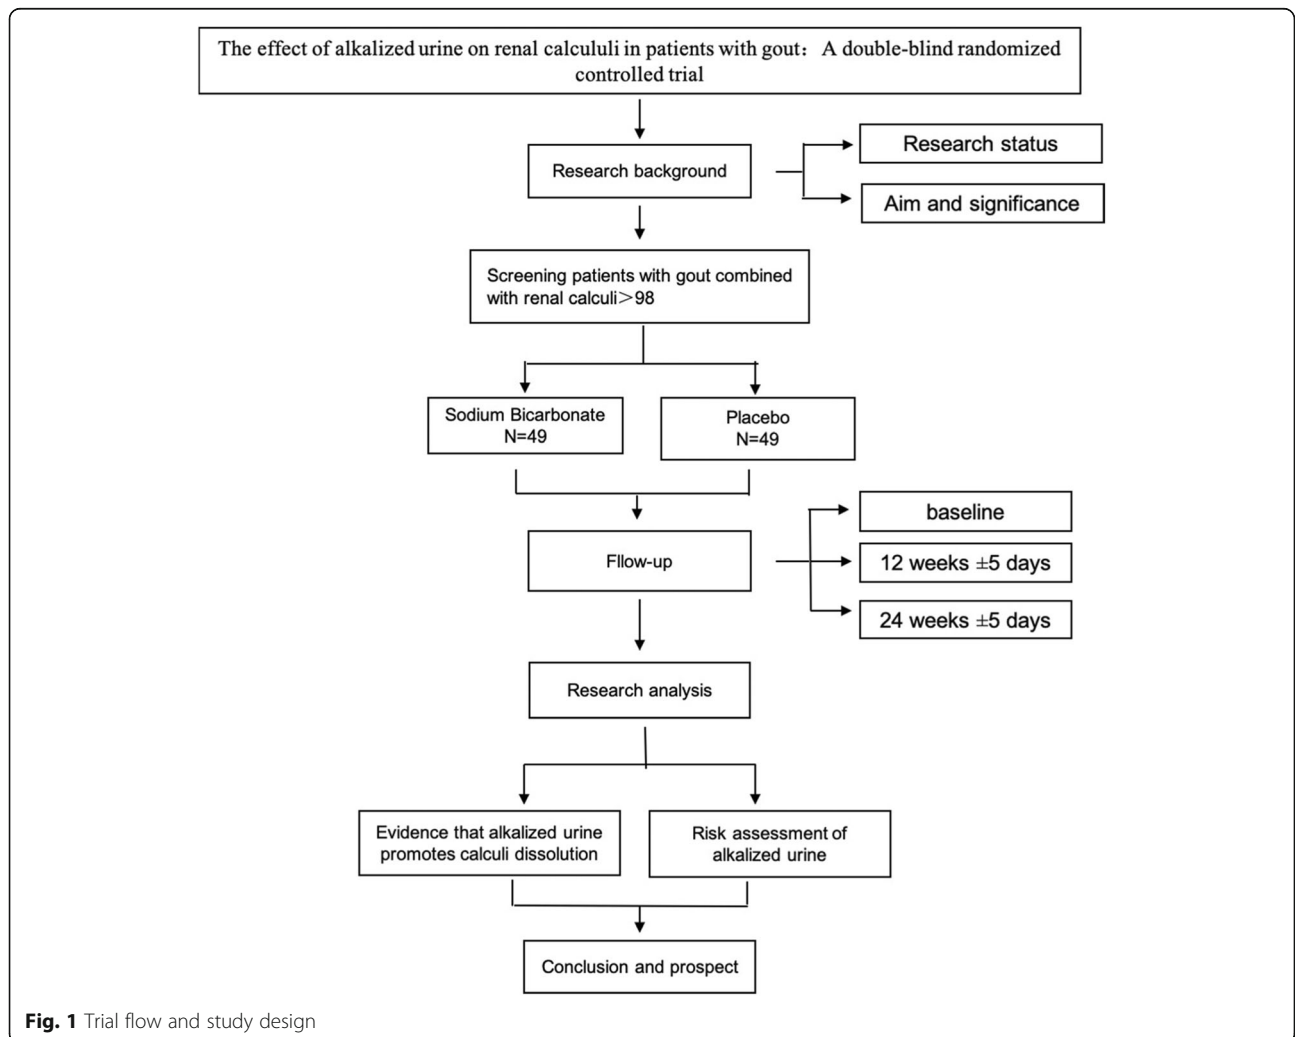 The effect of alkalized urine on renal calcululi in patients with gout: A double-blind randomized
controlled trial
Research background
Research status
Aim and significance
Screening patients with gout combined
with renal calculi>98
Sodium Bicarbonate
N=49
Placebo
N=49
Fllow-up
baseline
12 weeks ±5 days
24 weeks ±5 days
Research analysis
Evidence that alkalized urine
promotes calculi dissolution
Risk assessment of
alkalized urine
Conclusion and prospect
Fig. 1 Trial flow and study design